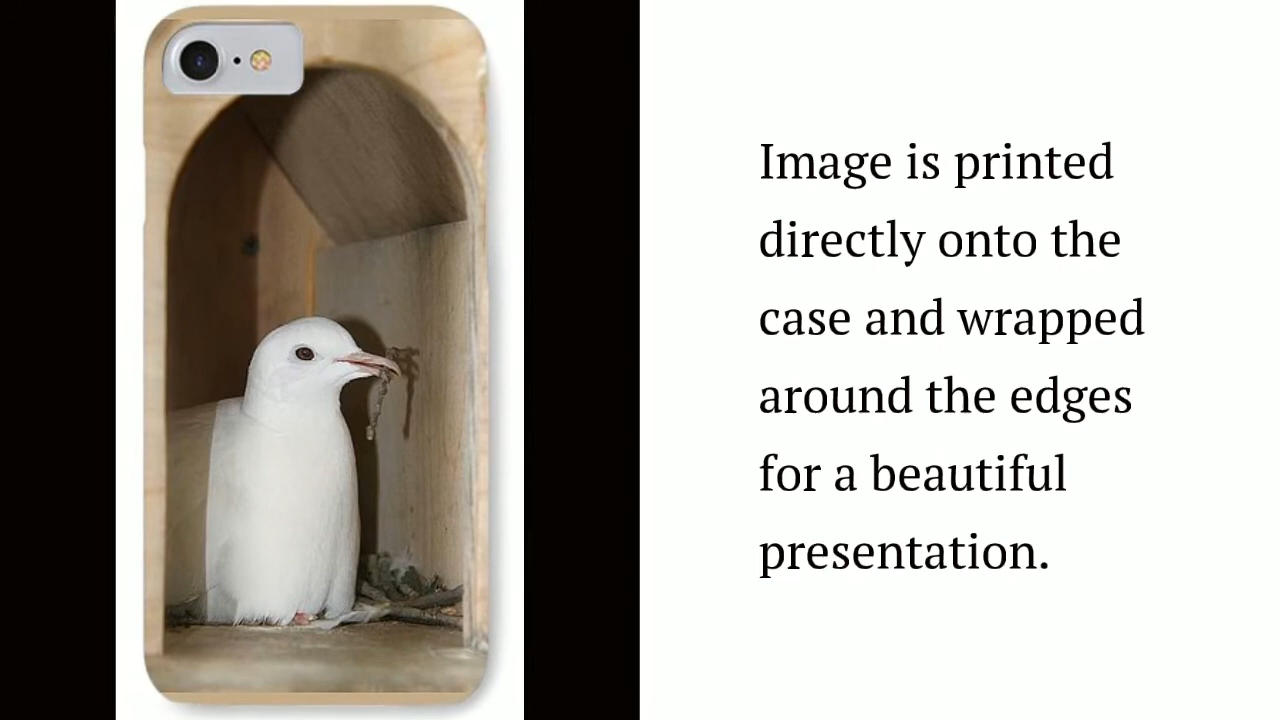 Image is printed
directly onto the
case and wrapped
around the edges
for a beautiful
presentation.